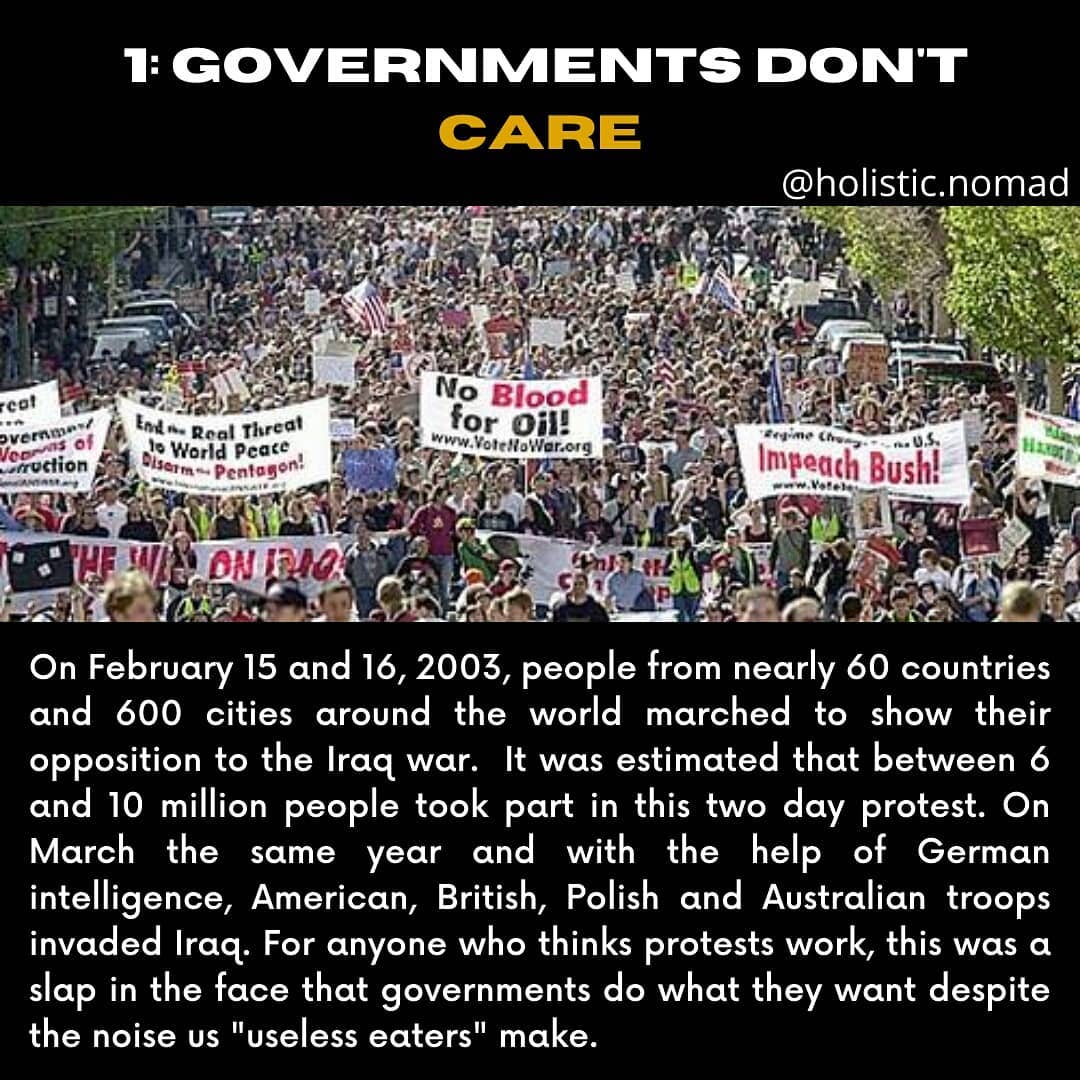 1: GOVERNMENTS DON'T
CARE
@holistic.nomad
No Blood
for Oil!
www.VoteNoWar.org
End the Real Threat
to World Peace
Disarm the Pentagon!
Impeach Bush!
On February 15 and 16, 2003, people from nearly 60 countries
and 600 cities around the world marched to show their
opposition to the Iraq war. It was estimated that between 6
and 10 million people took part in this two day protest. On
March the same year and with the help of German
intelligence, American, British, Polish and Australian troops
invaded Iraq. For anyone who thinks protests work, this was a
slap in the face that governments do what they want despite
the noise us "useless eaters" make.